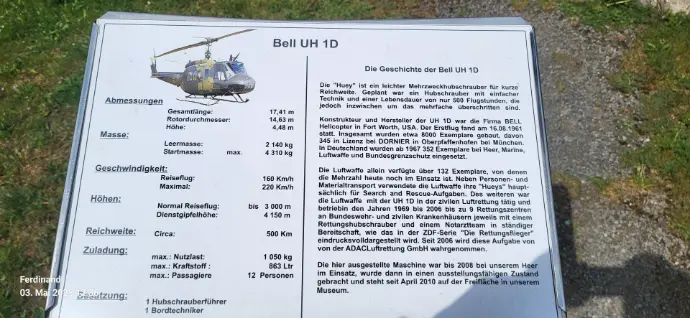 Bell UH 1D
Abmessungen
Gesamtlänge: 17,41 m
Rotordurchmesser: 14,63 m
Höhe: 4,48 m
Masse:
Leermasse: 2 140 kg
Startmasse: max. 4 310 kg
Geschwindigkeit:
Reiseflug: 160 Km/h
Maximal: 220 Km/h
Höhen:
Normal Reiseflug: bis 3 000 m
Dienstgipfelhöhe: 4 150 m
Reichweite: Circa: 500 Km
Zuladung:
max.: Nutzlast: 1 050 kg
max.: Kraftstoff : 863 Ltr
max.: Passagiere 12 Personen
Besatzung:
1 Hubschrauberführer
1 Bordtechniker
Die Geschichte der Bell UH 1D
Die "Huey" ist ein leichter Mehrzweckhubschrauber für kurze
Reichweite. Geplant war ein Hubschrauber mit einfacher
Technik und einer Lebensdauer von nur 500 Flugstunden, die
jedoch inzwischen um das mehrfache überschritten sind.
Konstrukteur und Hersteller der UH 1D war die Firma BELL
Helicopter in Fort Worth, USA. Der Erstflug fand am 16.08.1961
statt. Insgesamt wurden etwa 6000 Exemplare gebaut, davon
345 in Lizenz bei DORNIER in Oberpfaffenhofen bei München.
In Deutschland wurden ab 1967 352 Exemplare bei Heer, Marine,
Luftwaffe und Bundesgrenzschutz eingesetzt.
Die Luftwaffe allein verfügte über 132 Exemplare, von denen
die Mehrzahl heute noch im Einsatz ist. Neben Personen- und
Materialtransport verwendete die Luftwaffe ihre "Hueys" haupt-
sächlich für Search and Rescue-Aufgaben. Des weiteren war
die Luftwaffe mit der UH 1D in der zivilen Luftrettung tätig und
betrieb in den Jahren 1969 bis 2006 bis zu 9 Rettungszentren
an Bundeswehr- und zivilen Krankenhäusern jeweils mit einem
Rettungshubschrauber und einem Notarztteam in ständiger
Bereitschaft, wie das in der ZDF-Serie "Die Rettungsflieger"
eindrucksvoll dargestellt wird. Seit 2006 wird diese Aufgabe von
von der ADAC Luftrettung GmbH wahrgenommen.
Die hier ausgestellte Maschine war bis 2006 bei unserem Heer
im Einsatz, wurde dann in einen ausstellungsfähigen Zustand
gebracht und steht seit April 2010 auf der Freifläche in unserem
Museum.
Ferdinand
03. Mai